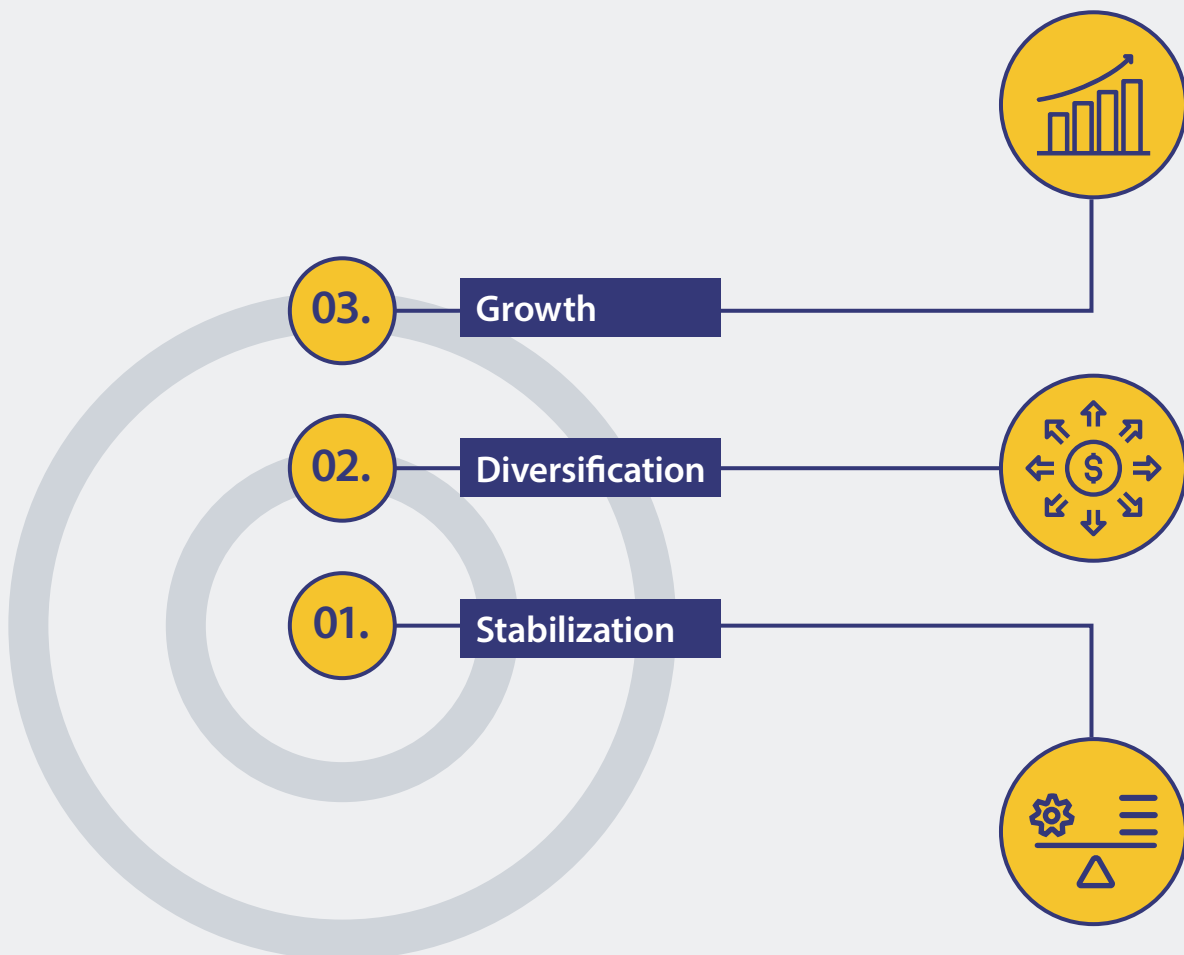 03.
Growth
02.
Diversification
$
01.
Stabilization